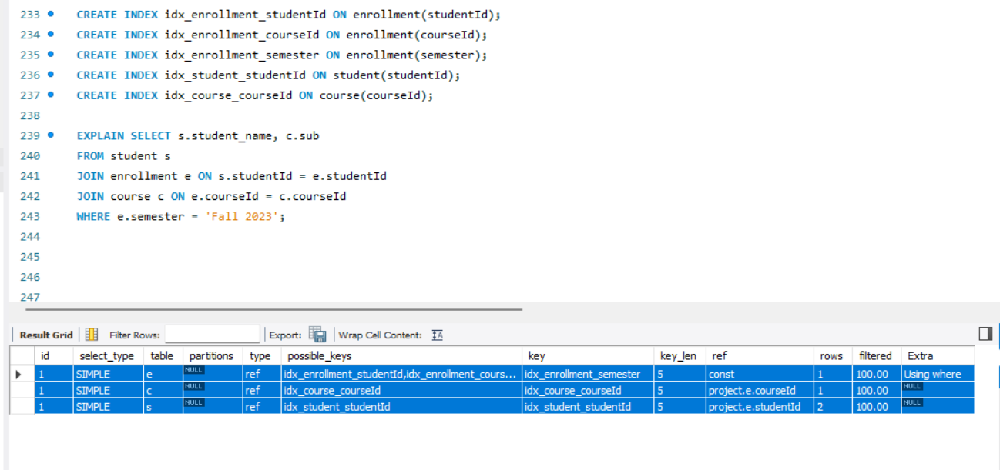 233 CREATE INDEX idx_enrollment_studentId ON enrollment(studentId);
234 CREATE INDEX idx_enrollment_courseId ON enrollment(courseId);
235 CREATE INDEX idx_enrollment_semester ON enrollment(semester);
236 CREATE INDEX idx_student_studentId ON student(studentId);
237 CREATE INDEX idx_course_courseId ON course(courseId);
238
239 EXPLAIN SELECT s.student_name, c.sub
240 FROM student s
241 JOIN enrollment e ON s.studentId = e.studentId
242 JOIN course c ON e.courseId = c.courseId
243 WHERE e.semester = 'Fall 2023';
244
245
246
247
Result Grid Filter Rows: Export: Wrap Cell Content: IA
id select_type table partitions type possible_keys key key_len ref rows filtered Extra
1 SIMPLE e NULL ref idx_enrollment_studentId,idx_enrollment_cours... idx_enrollment_semester 5 const 1 100.00 Using where
1 SIMPLE c NULL ref idx_course_courseId idx_course_courseId 5 project.e.courseId 1 100.00 NULL
1 SIMPLE s NULL ref idx_student_studentId idx_student_studentId 5 project.e.studentId 2 100.00 NULL